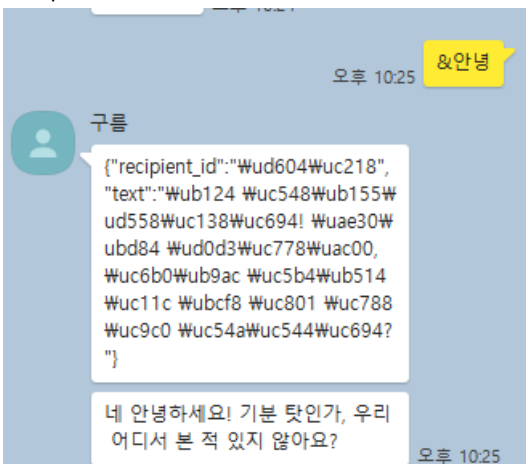 &안녕
오후 10:25
구름
{"recipient_id":"₩ud604₩uc218",
"text":"₩ub124 ₩uc548₩ub155₩
ud558₩uc138₩uc694! ₩uae30₩
ubd84 ₩ud0d3₩uc778₩uac00,
₩uc6b0₩ub9ac ₩uc5b4₩ub514
₩uc11c ₩ubcf8 ₩uc801 ₩uc788
₩uc9c0 ₩uc54a₩uc544₩uc694?
"}
네 안녕하세요! 기분 탓인가, 우리
어디서 본 적 있지 않아요?
오후 10:25